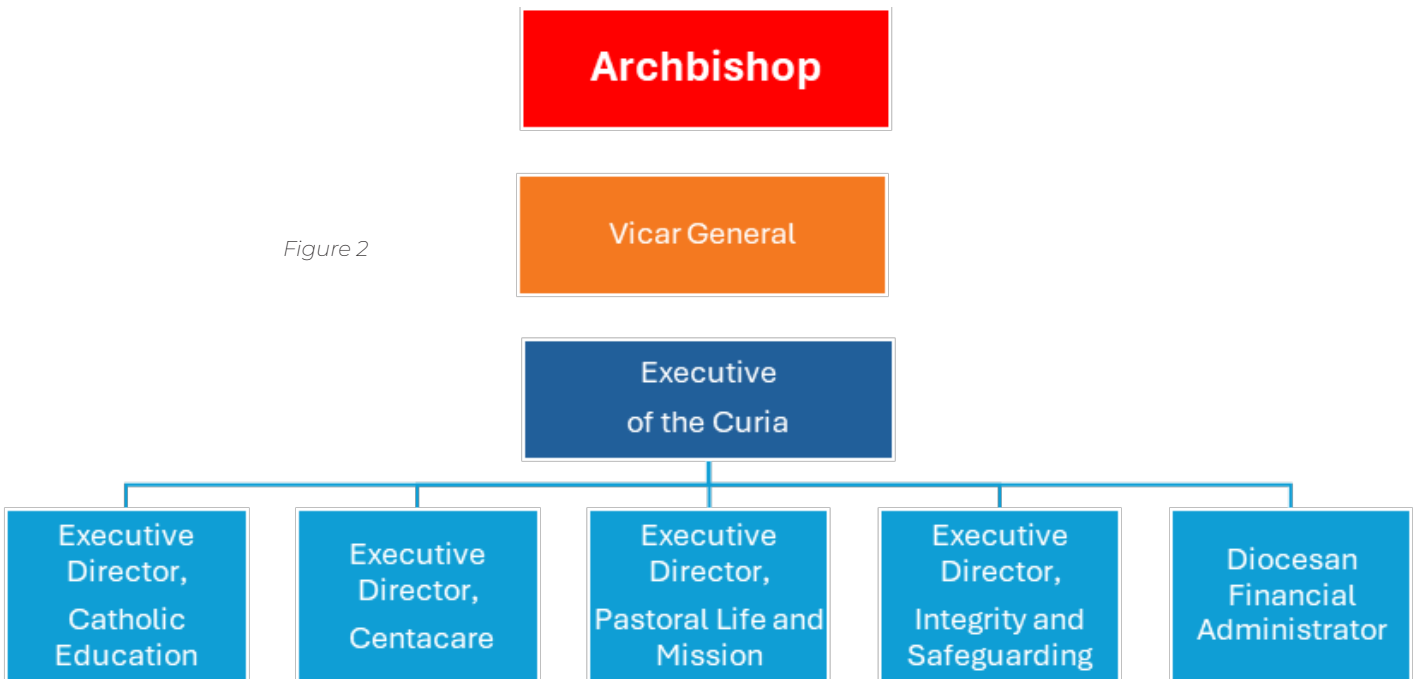 Archbishop
Vicar General
Figure 2
Executive
of the Curia
Executive
Director,
Catholic
Education
Executive
Director,
Centacare
Executive
Director,
Pastoral Life and
Mission
Executive
Director,
Integrity and
Safeguarding
Diocesan
Financial
Administrator